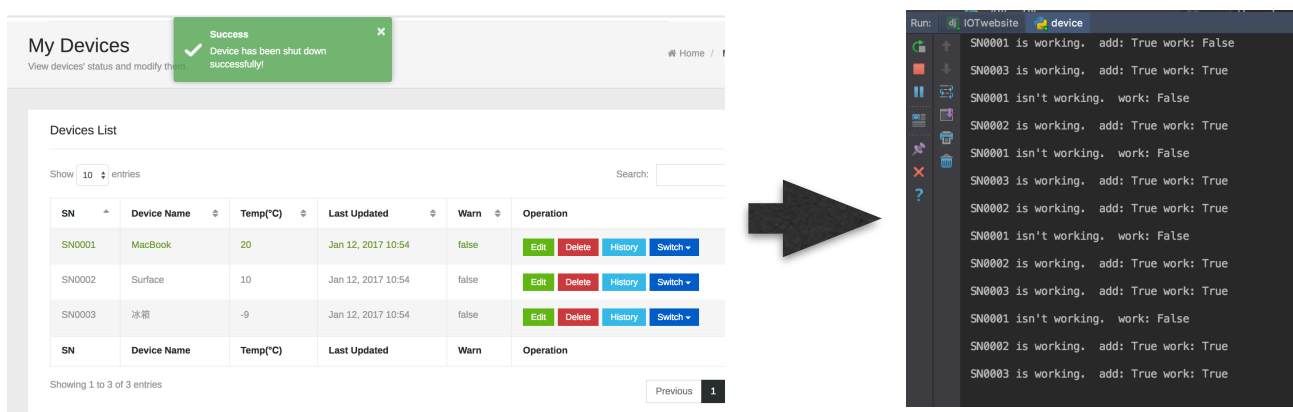 My Devices
View devices' status and modify them.
Success
Device has been shut down
successfully!
×
Home /
Devices List
Show 10 entries
Search:
SN Device Name Temp(°C) Last Updated Warn Operation
SN0001 MacBook 20 Jan 12, 2017 10:54 false Edit Delete History Switch
SN0002 Surface 10 Jan 12, 2017 10:54 false Edit Delete History Switch
SN0003 冰箱 -9 Jan 12, 2017 10:54 false Edit Delete History Switch
SN Device Name Temp(°C) Last Updated Warn Operation
Showing 1 to 3 of 3 entries
Previous 1
Run: dj IOTwebsite device
SN0001 is working. add: True work: False
SN0003 is working. add: True work: True
SN0001 isn't working. work: False
SN0002 is working. add: True work: True
SN0001 isn't working. work: False
SN0003 is working. add: True work: True
SN0002 is working. add: True work: True
SN0001 isn't working. work: False
SN0002 is working. add: True work: True
SN0003 is working. add: True work: True
SN0001 isn't working. work: False
SN0002 is working. add: True work: True
SN0003 is working. add: True work: True